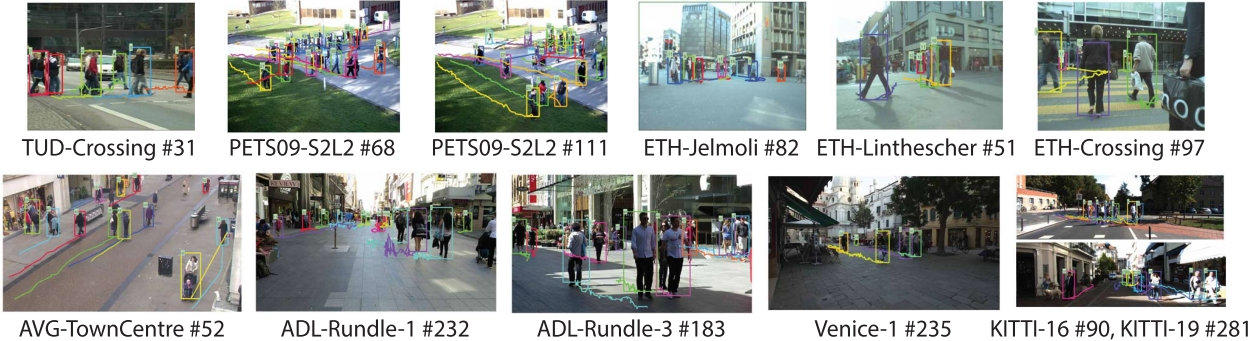 TUD-Crossing #31
PETS09-S2L2 #68
PETS09-S2L2 #111
ETH-Jelmoli #82
ETH-Linthescher #51
ETH-Crossing #97
AVG-TownCentre #52
ADL-Rundle-1 #232
ADL-Rundle-3 #183
Venice-1 #235
KITTI-16 #90, KITTI-19 #281